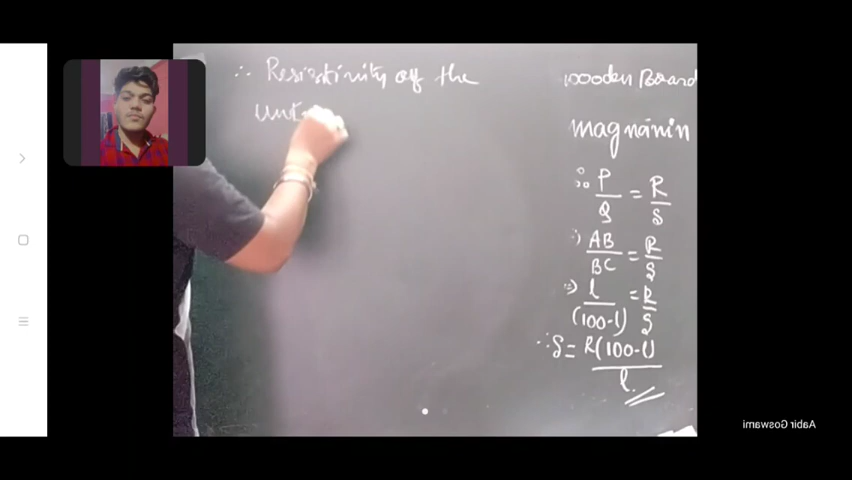 ∴ Resistivity of the
wooden Board
magnanin
∴ P/Q = R/S
∴) AB/BC = R/S
=> l/(100-l) = R/S
∴ S = R(100-l)/l
Aabir Goswami